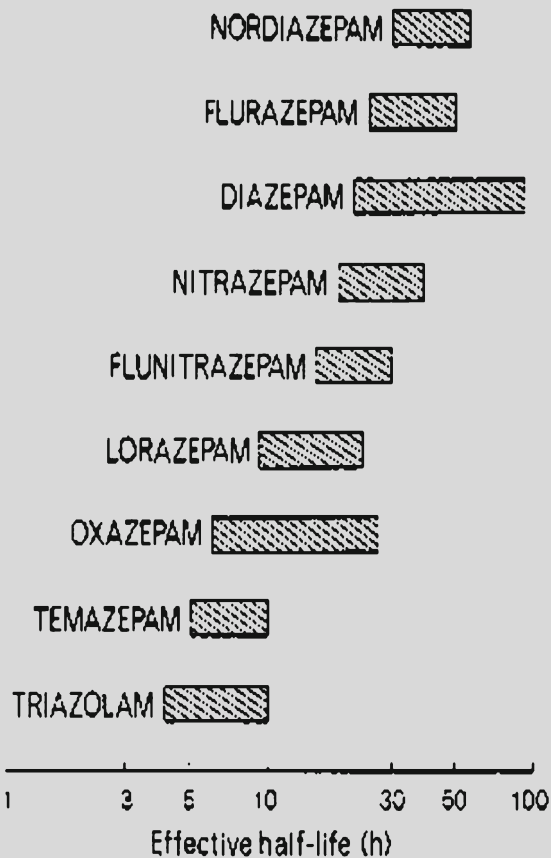 NORDIAZEPAM
FLURAZEPAM
DIAZEPAM
NITRAZEPAM
FLUNITRAZEPAM
LORAZEPAM
OXAZEPAM
TEMAZEPAM
TRIAZOLAM
1 3 5 10 30 50 100
Effective half-life (h)